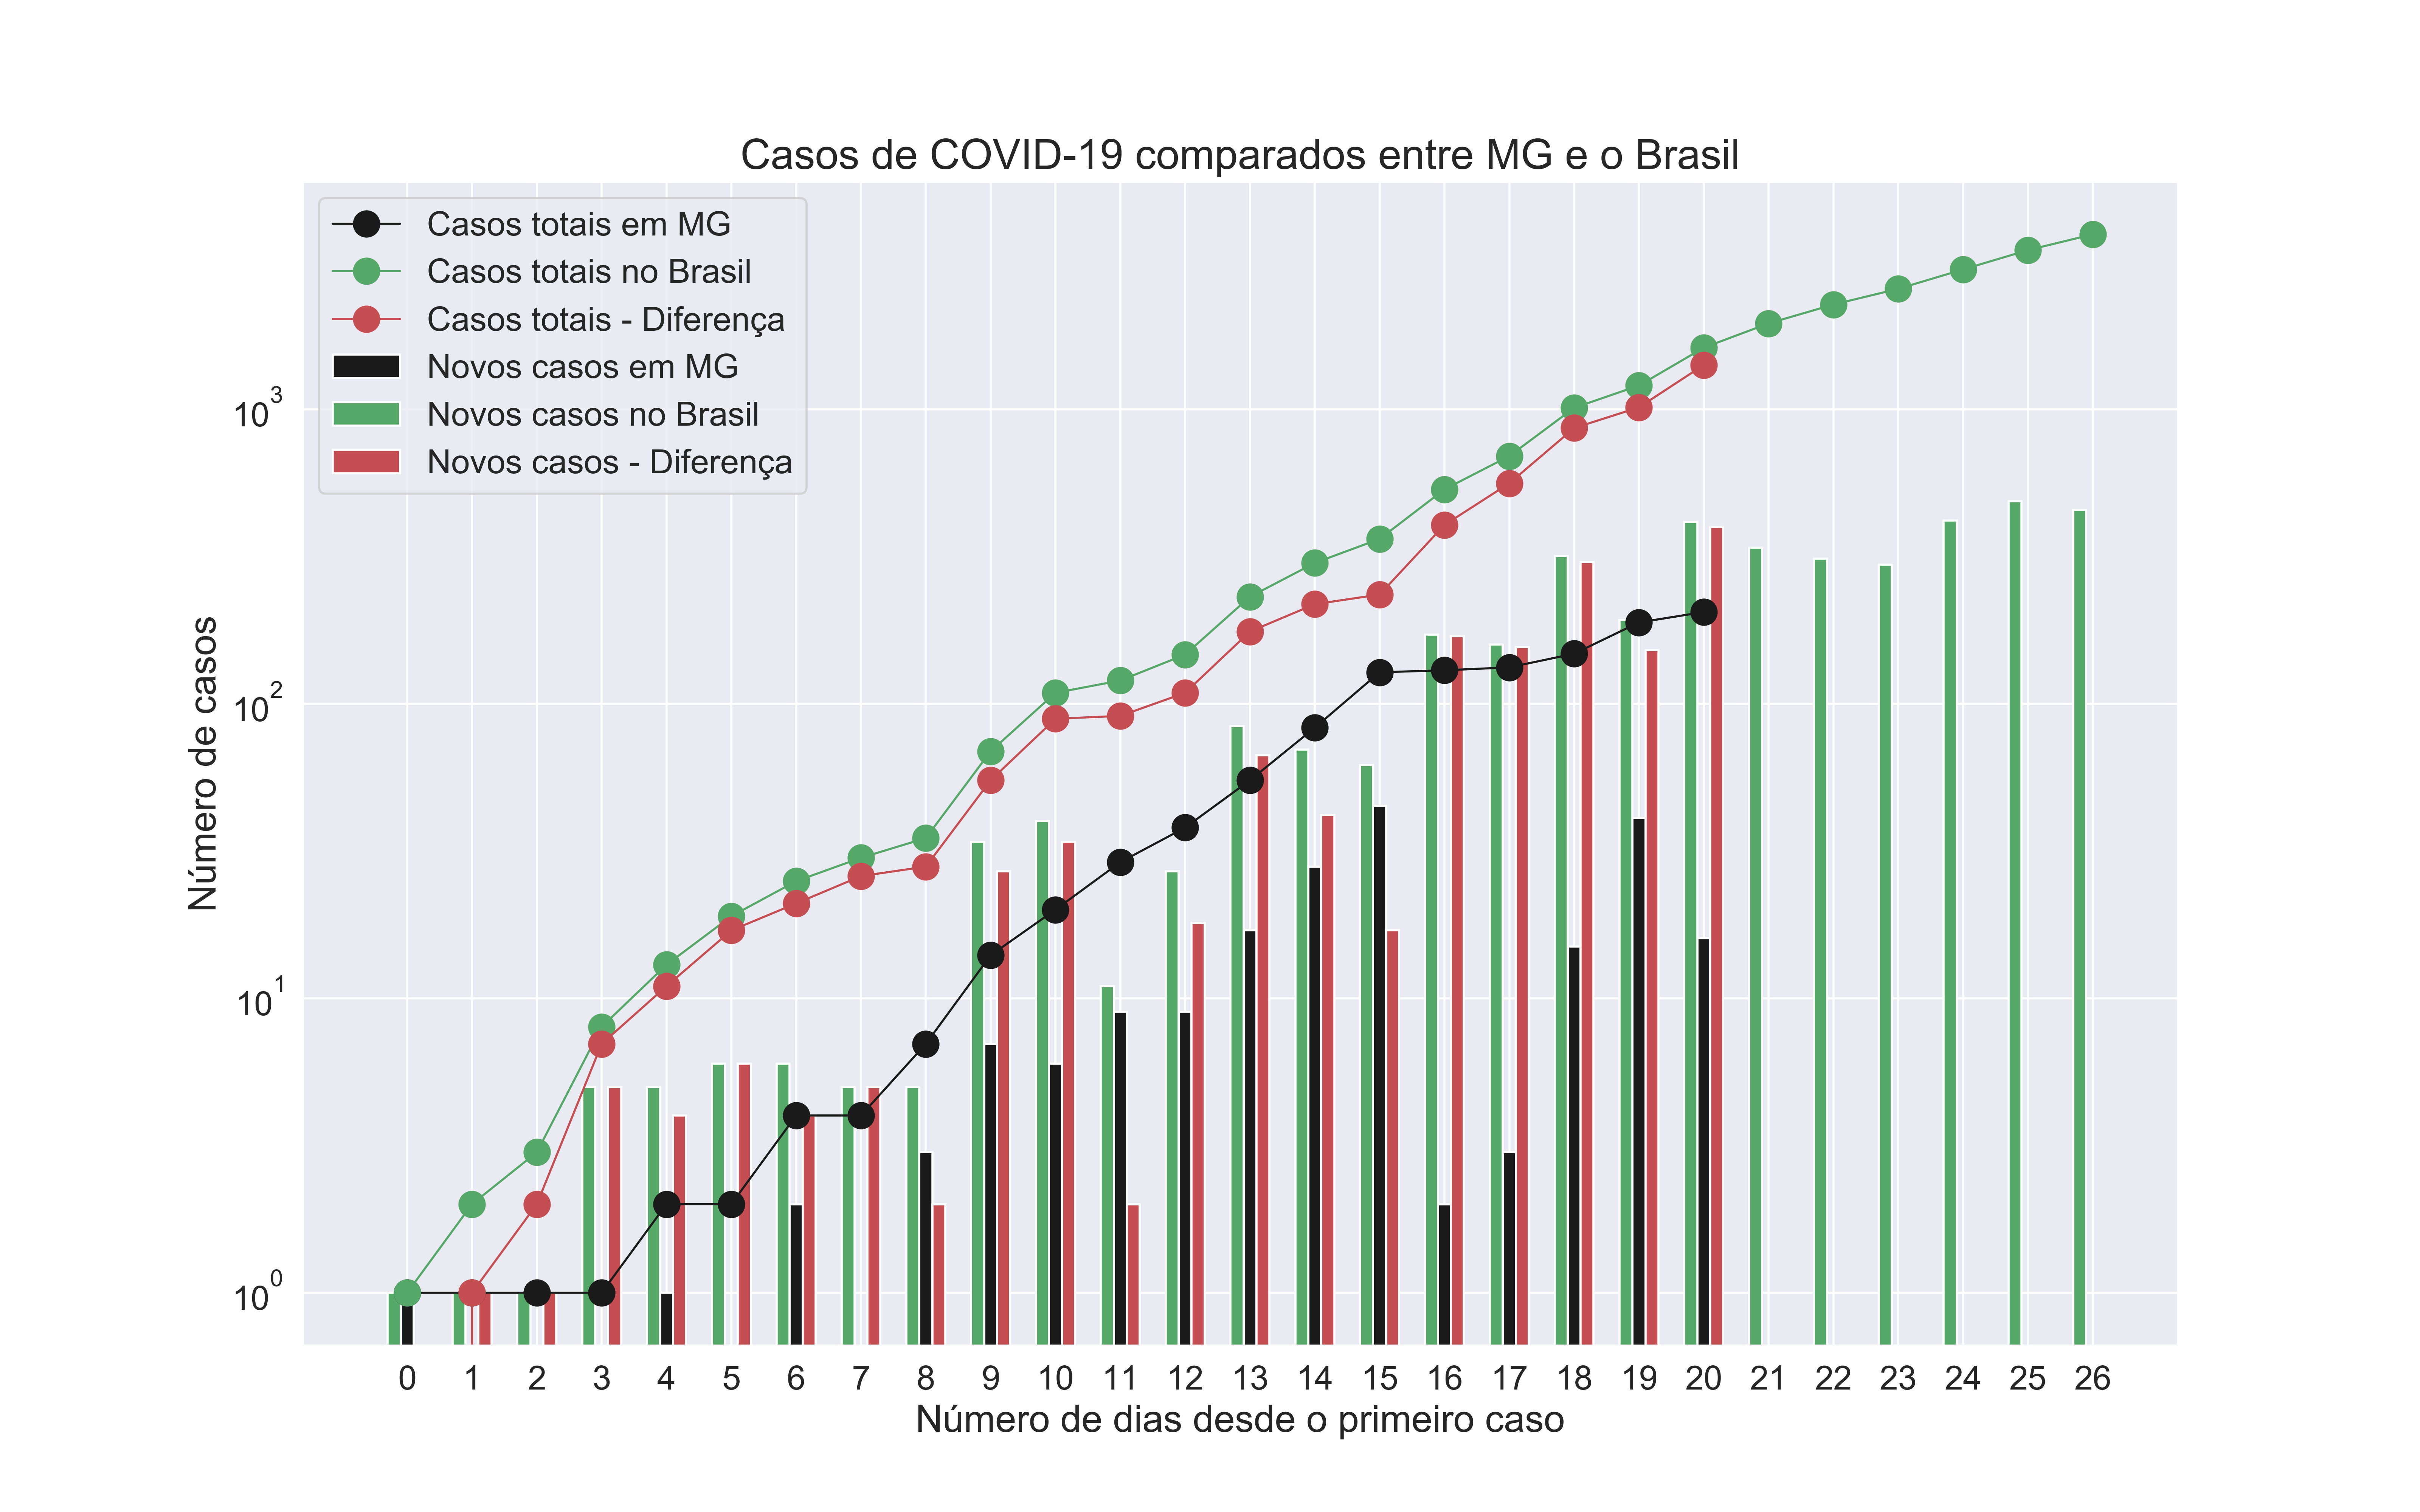 Casos de COVID-19 comparados entre MG e o Brasil
Casos totais em MG
Casos totais no Brasil
Casos totais - Diferença
Novos casos em MG
Novos casos no Brasil
Novos casos - Diferença
Número de casos
10³
10²
10¹
10⁰
0 1 2 3 4 5 6 7 8 9 10 11 12 13 14 15 16 17 18 19 20 21 22 23 24 25 26
Número de dias desde o primeiro caso